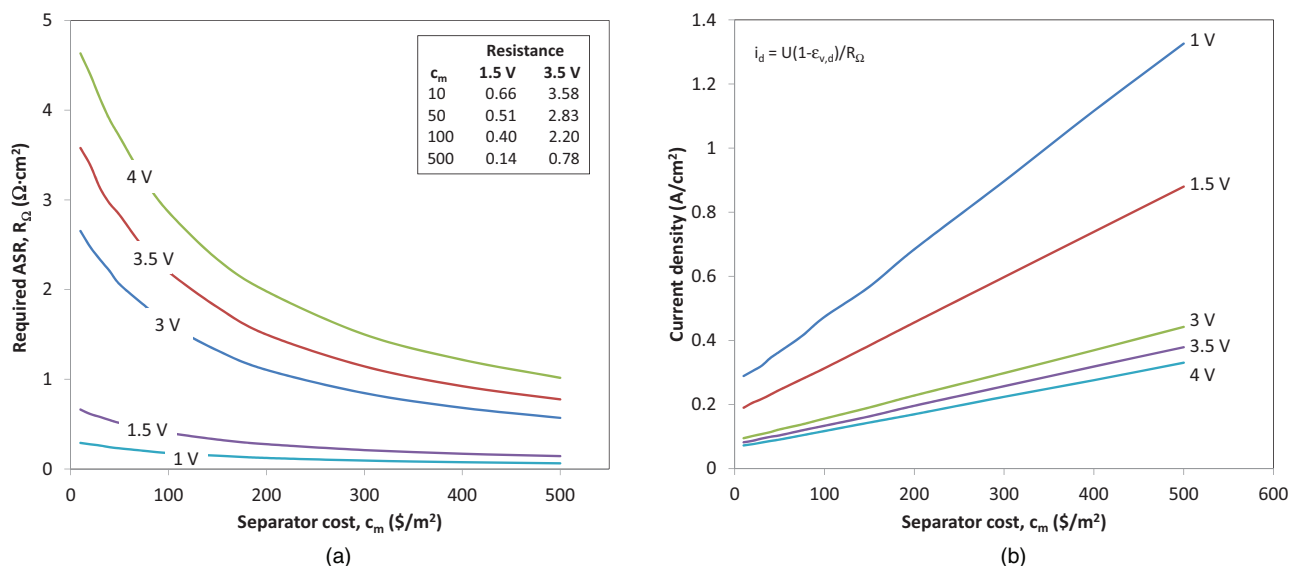 5
4
3
2
1
0
Required ASR, RΩ (Ω·cm²)
Resistance
cₘ 1.5 V 3.5 V
10 0.66 3.58
50 0.51 2.83
100 0.40 2.20
500 0.14 0.78
4 V
3.5 V
3 V
1.5 V
1 V
0 100 200 300 400 500
Separator cost, cₘ ($/m²)
(a)
1.4
1.2
1
0.8
0.6
0.4
0.2
0
Current density (A/cm²)
i_d = U(1-ε_v,d)/R_Ω
1 V
1.5 V
3 V
3.5 V
4 V
0 100 200 300 400 500 600
Separator cost, cₘ ($/m²)
(b)